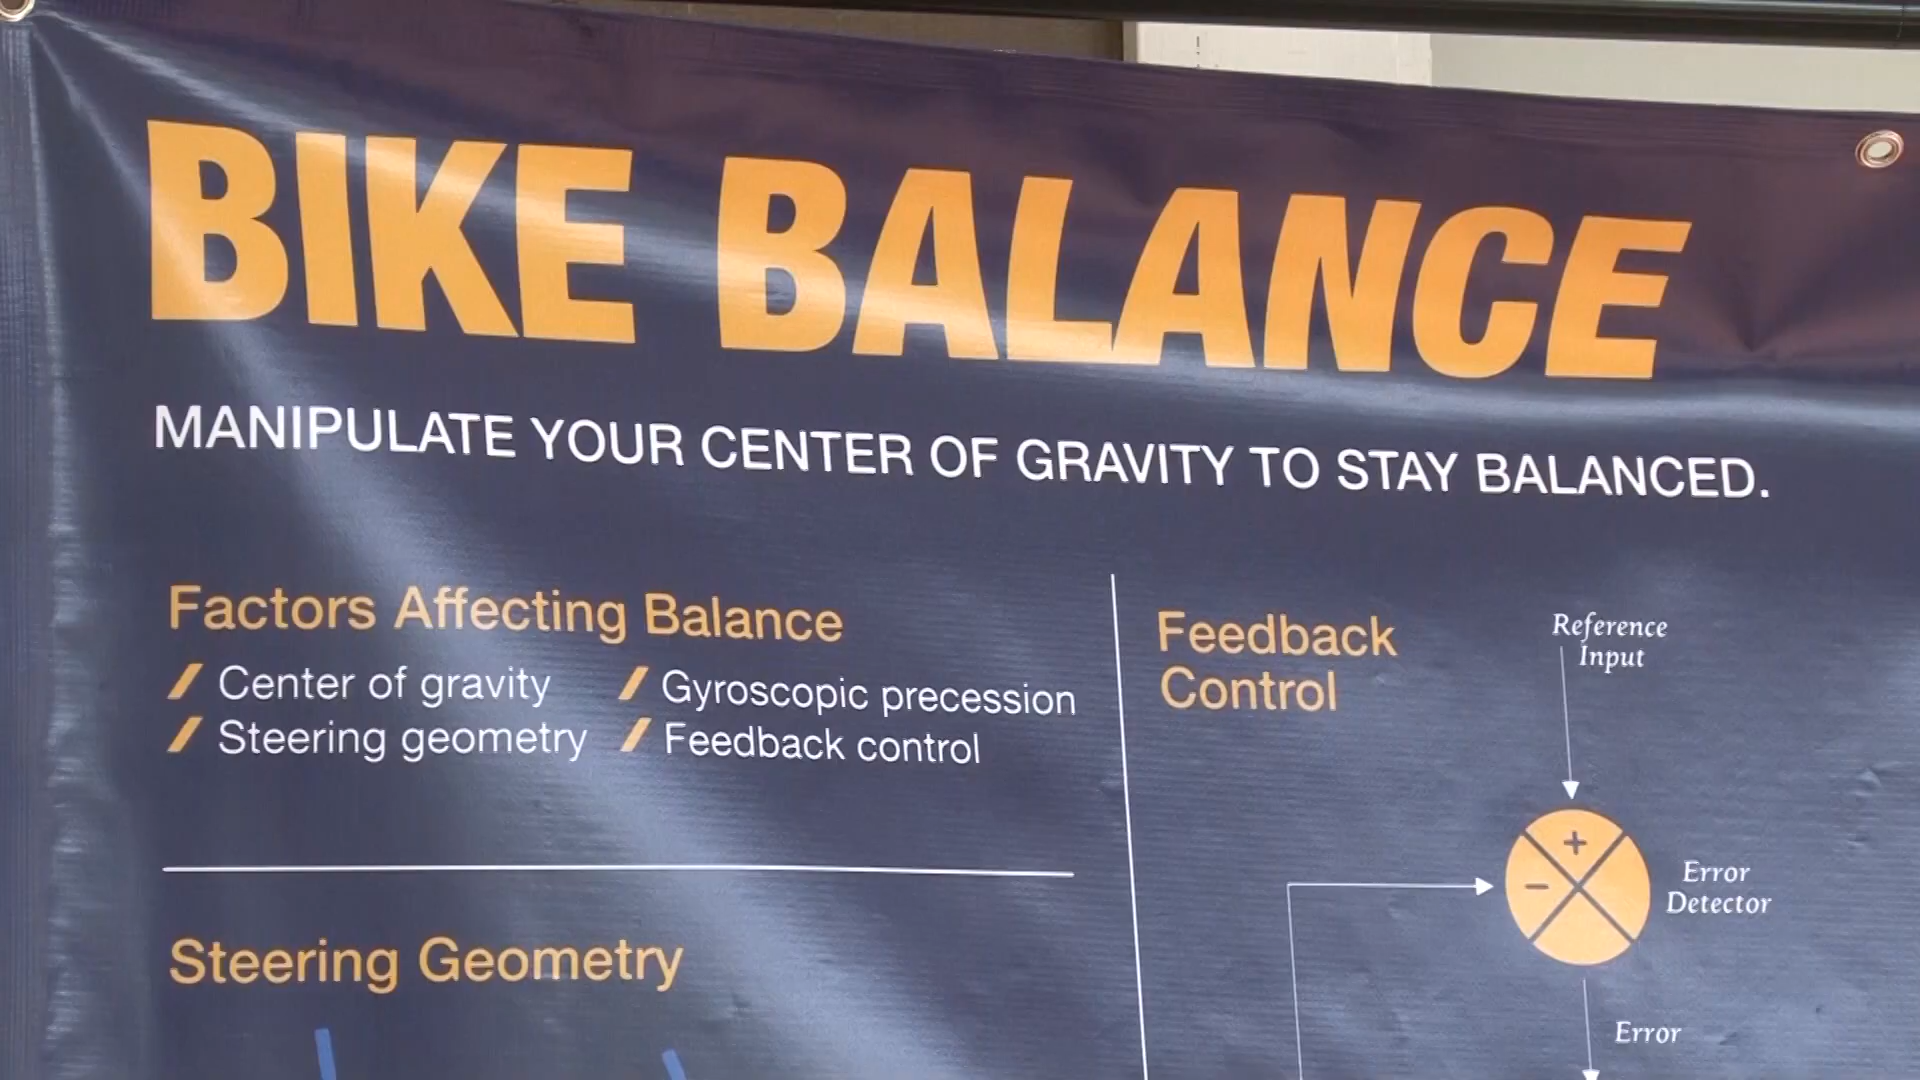 BIKE BALANCE
MANIPULATE YOUR CENTER OF GRAVITY TO STAY BALANCED.
Factors Affecting Balance
Center of gravity
Steering geometry
Gyroscopic precession
Feedback control
Steering Geometry
Feedback
Control
Reference
Input
+
-
Error
Detector
Error